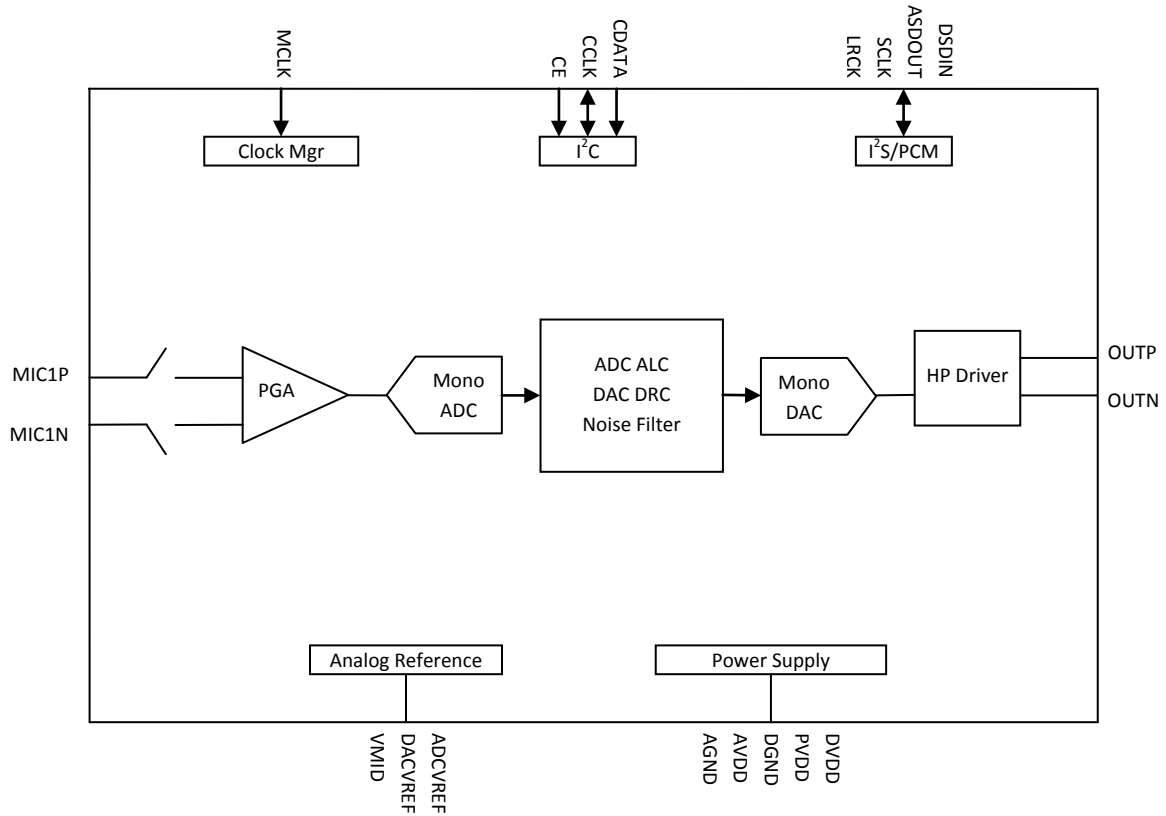 MCLK
CE
CCLK
CDATA
LRCK
SCLK
ASDOUT
DSDIN
Clock Mgr
I²C
I²S/PCM
MIC1P
MIC1N
PGA
Mono
ADC
ADC ALC
DAC DRC
Noise Filter
Mono
DAC
HP Driver
OUTP
OUTN
Analog Reference
Power Supply
VMID
DACVREF
ADCVREF
AGND
AVDD
DGND
PVDD
DVDD